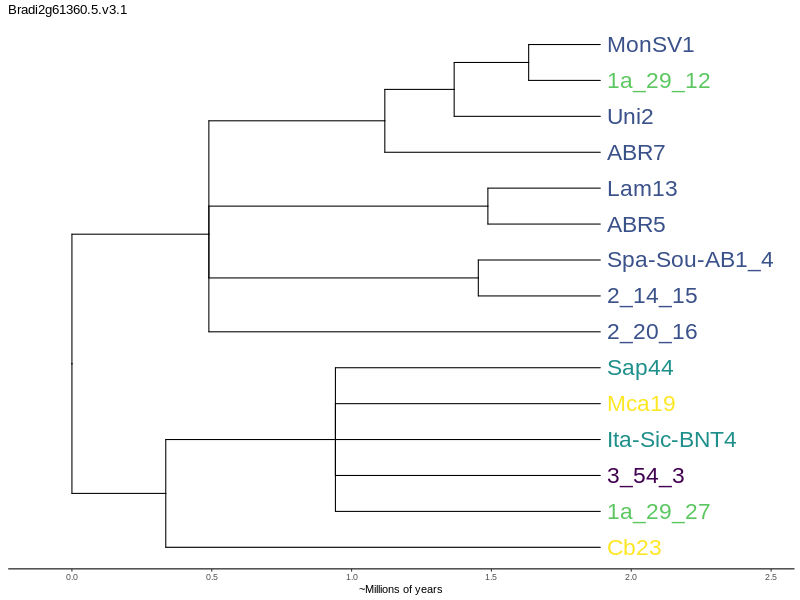 Bradi2g61360.5.v3.1
MonSV1
1a_29_12
Uni2
ABR7
Lam13
ABR5
Spa-Sou-AB1_4
2_14_15
2_20_16
Sap44
Mca19
Ita-Sic-BNT4
3_54_3
1a_29_27
Cb23
0.0 0.5 1.0 1.5 2.0 2.5
~Millions of years